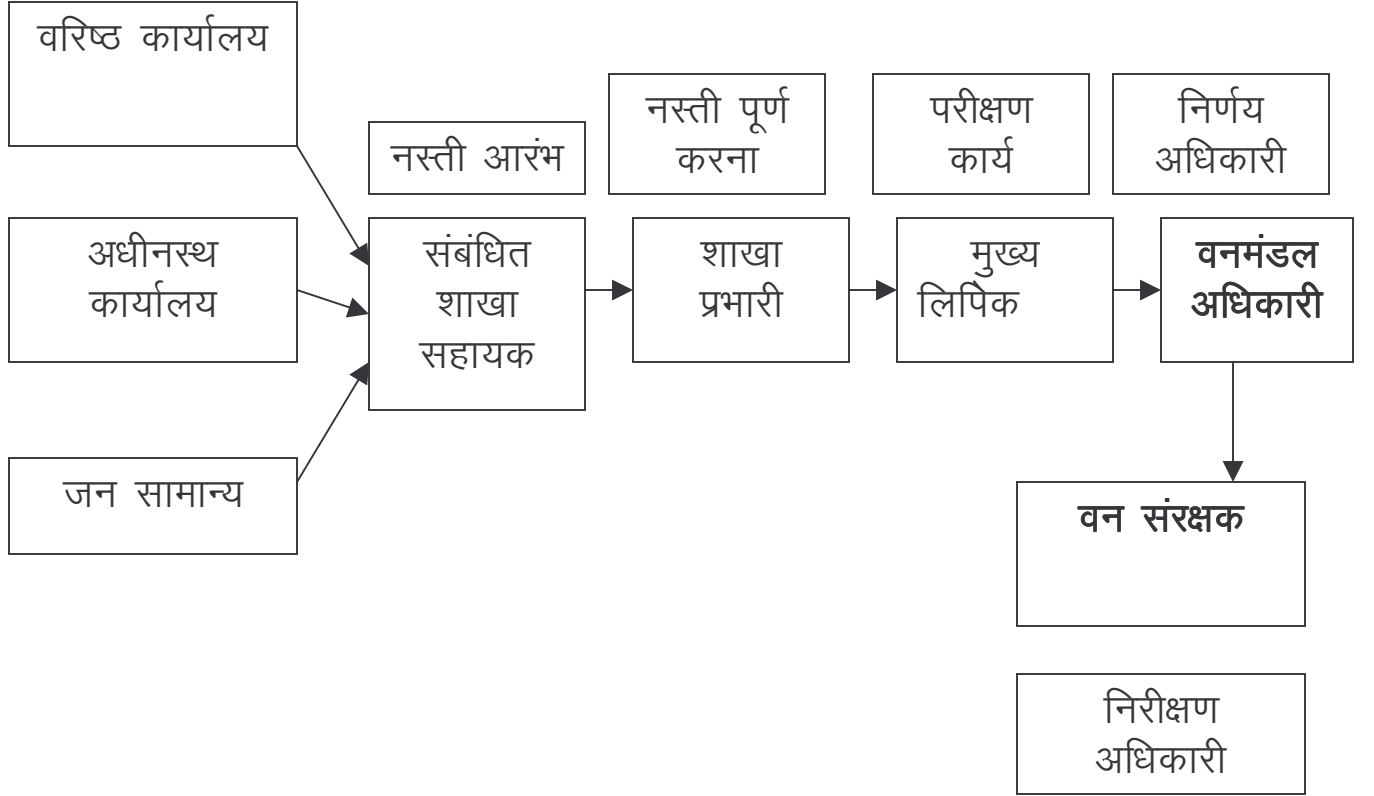 वरिष्ठ कार्यालय
नस्ती आरंभ
नस्ती पूर्ण
करना
परीक्षण
कार्य
निर्णय
अधिकारी
अधीनस्थ
कार्यालय
संबंधित
शाखा
सहायक
शाखा
प्रभारी
मुख्य
लिपिक
वनमंडल
अधिकारी
जन सामान्य
वन संरक्षक
निरीक्षण
अधिकारी